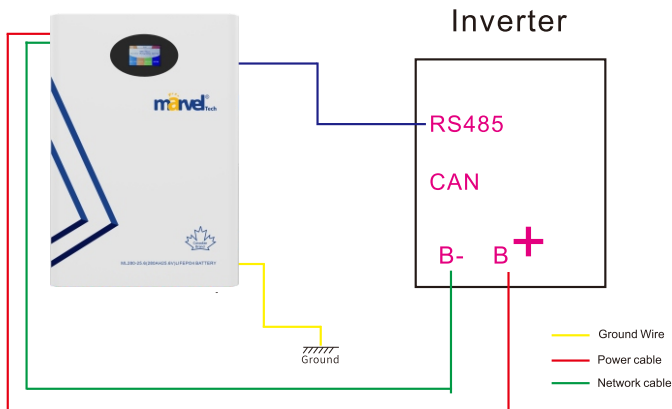 Inverter
marvel
Tech
RS485
CAN
B- B+
Ground
Ground Wire
Power cable
Network cable